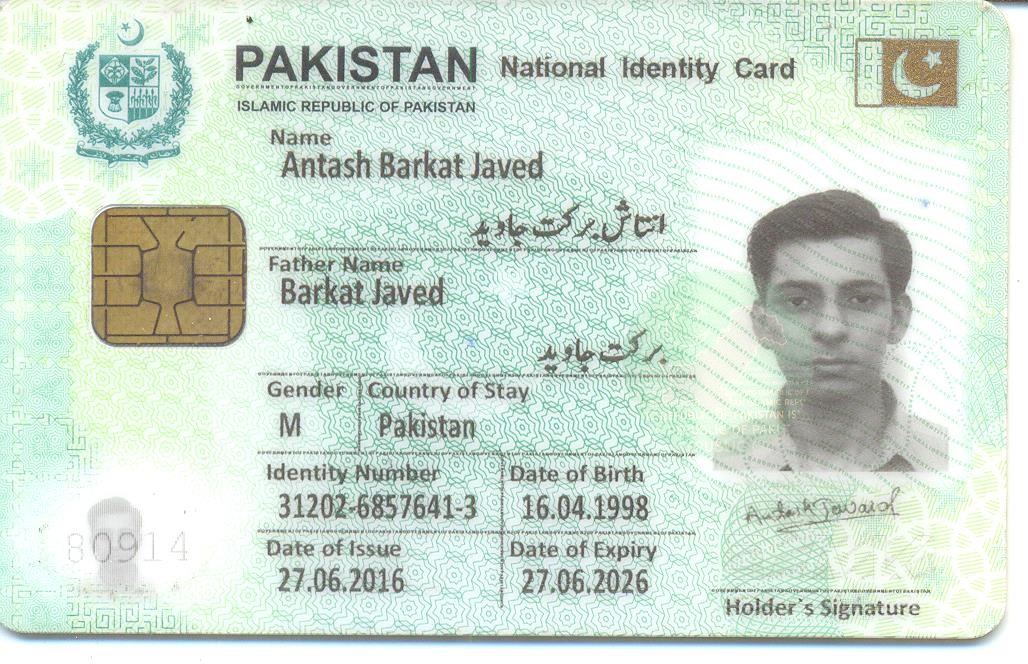 PAKISTAN National Identity Card
ISLAMIC REPUBLIC OF PAKISTAN
Name
Antash Barkat Javed
انتاش برکت جاوید
Father Name
Barkat Javed
برکت جاوید
Gender Country of Stay
M Pakistan
Identity Number Date of Birth
31202-6857641-3 16.04.1998
80914
Date of Issue Date of Expiry
27.06.2016 27.06.2026
Holder's Signature